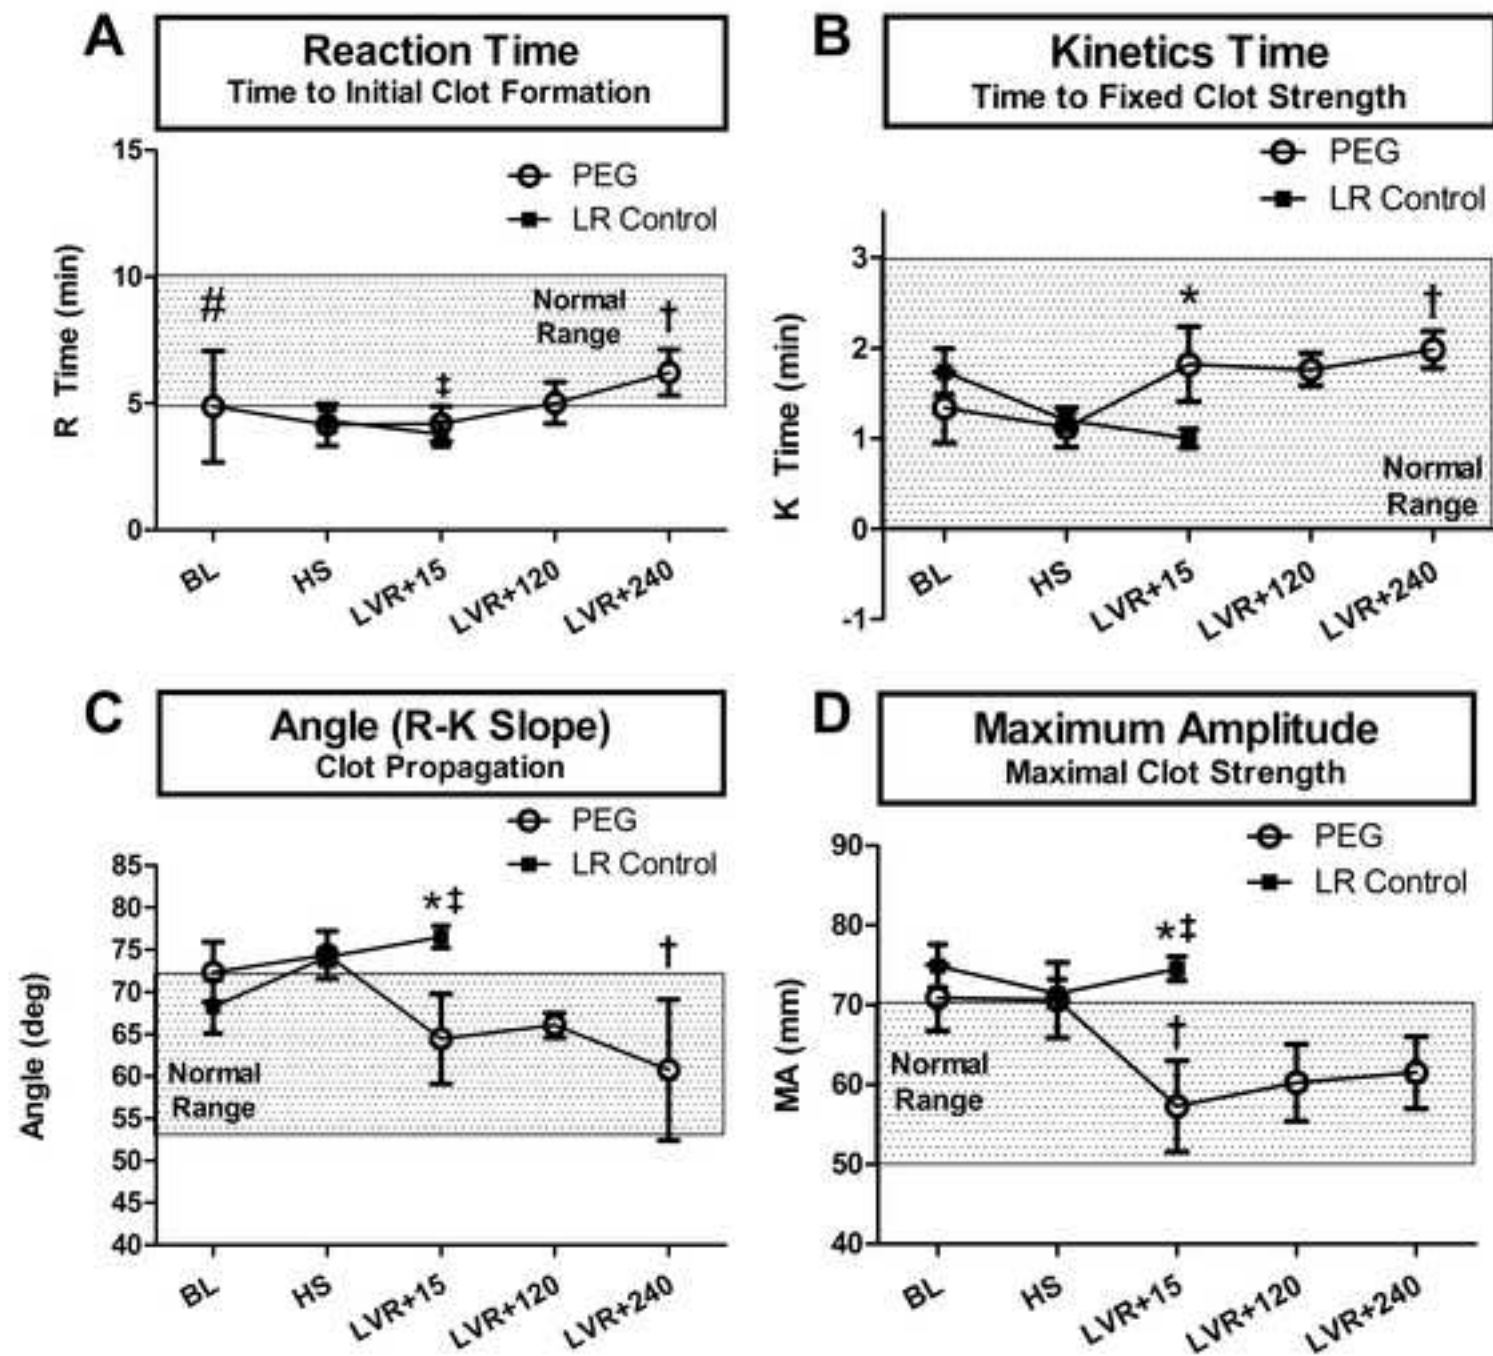 A
Reaction Time
Time to Initial Clot Formation
PEG
LR Control
15
10
5
0
R Time (min)
#
‡
Normal
Range
†
BL
HS
LVR+15
LVR+120
LVR+240
B
Kinetics Time
Time to Fixed Clot Strength
PEG
LR Control
3
2
1
0
-1
K Time (min)
*
†
Normal
Range
BL
HS
LVR+15
LVR+120
LVR+240
C
Angle (R-K Slope)
Clot Propagation
PEG
LR Control
85
80
75
70
65
60
55
50
45
40
Angle (deg)
*‡
†
Normal
Range
BL
HS
LVR+15
LVR+120
LVR+240
D
Maximum Amplitude
Maximal Clot Strength
PEG
LR Control
90
80
70
60
50
40
MA (mm)
*‡
†
Normal
Range
BL
HS
LVR+15
LVR+120
LVR+240